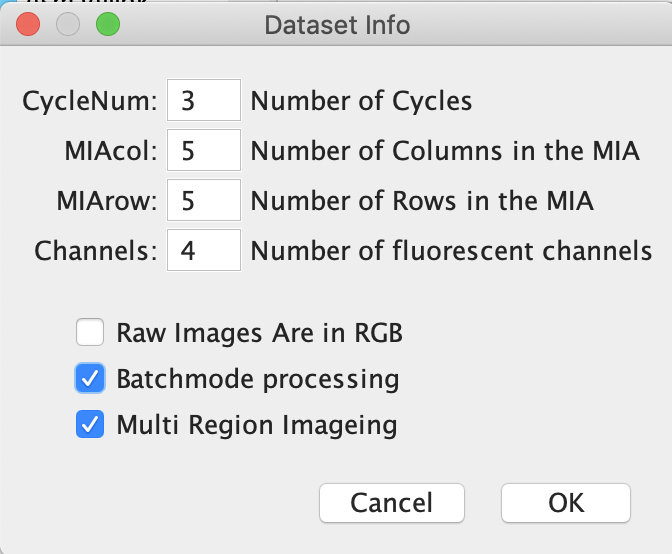 Dataset Info
CycleNum: 3 Number of Cycles
MIAcol: 5 Number of Columns in the MIA
MIArow: 5 Number of Rows in the MIA
Channels: 4 Number of fluorescent channels
Raw Images Are in RGB
Batchmode processing
Multi Region Imageing
Cancel OK